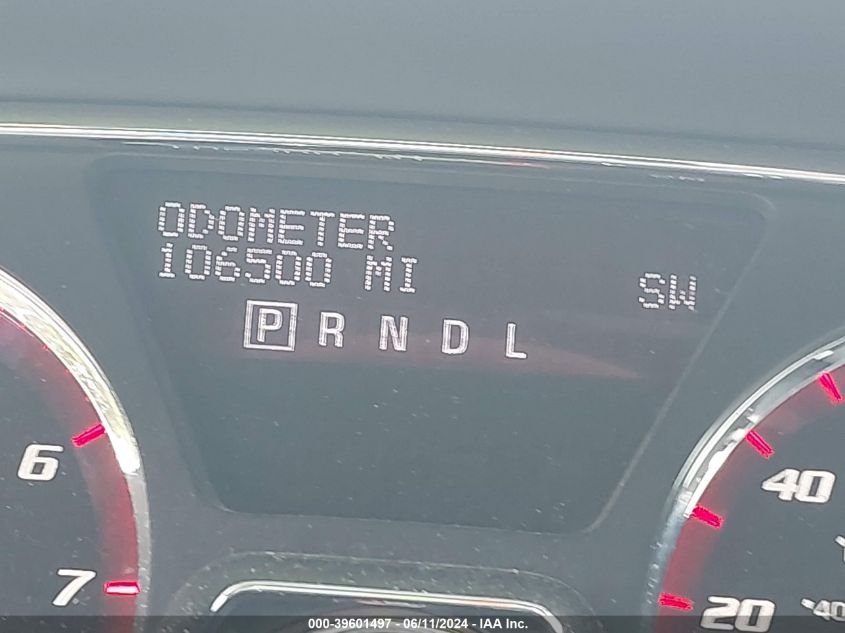 ODOMETER
106500 MI
SW
P R N D L
6
7
40
20
40
000-39601497 - 06/11/2024 - IAA Inc.